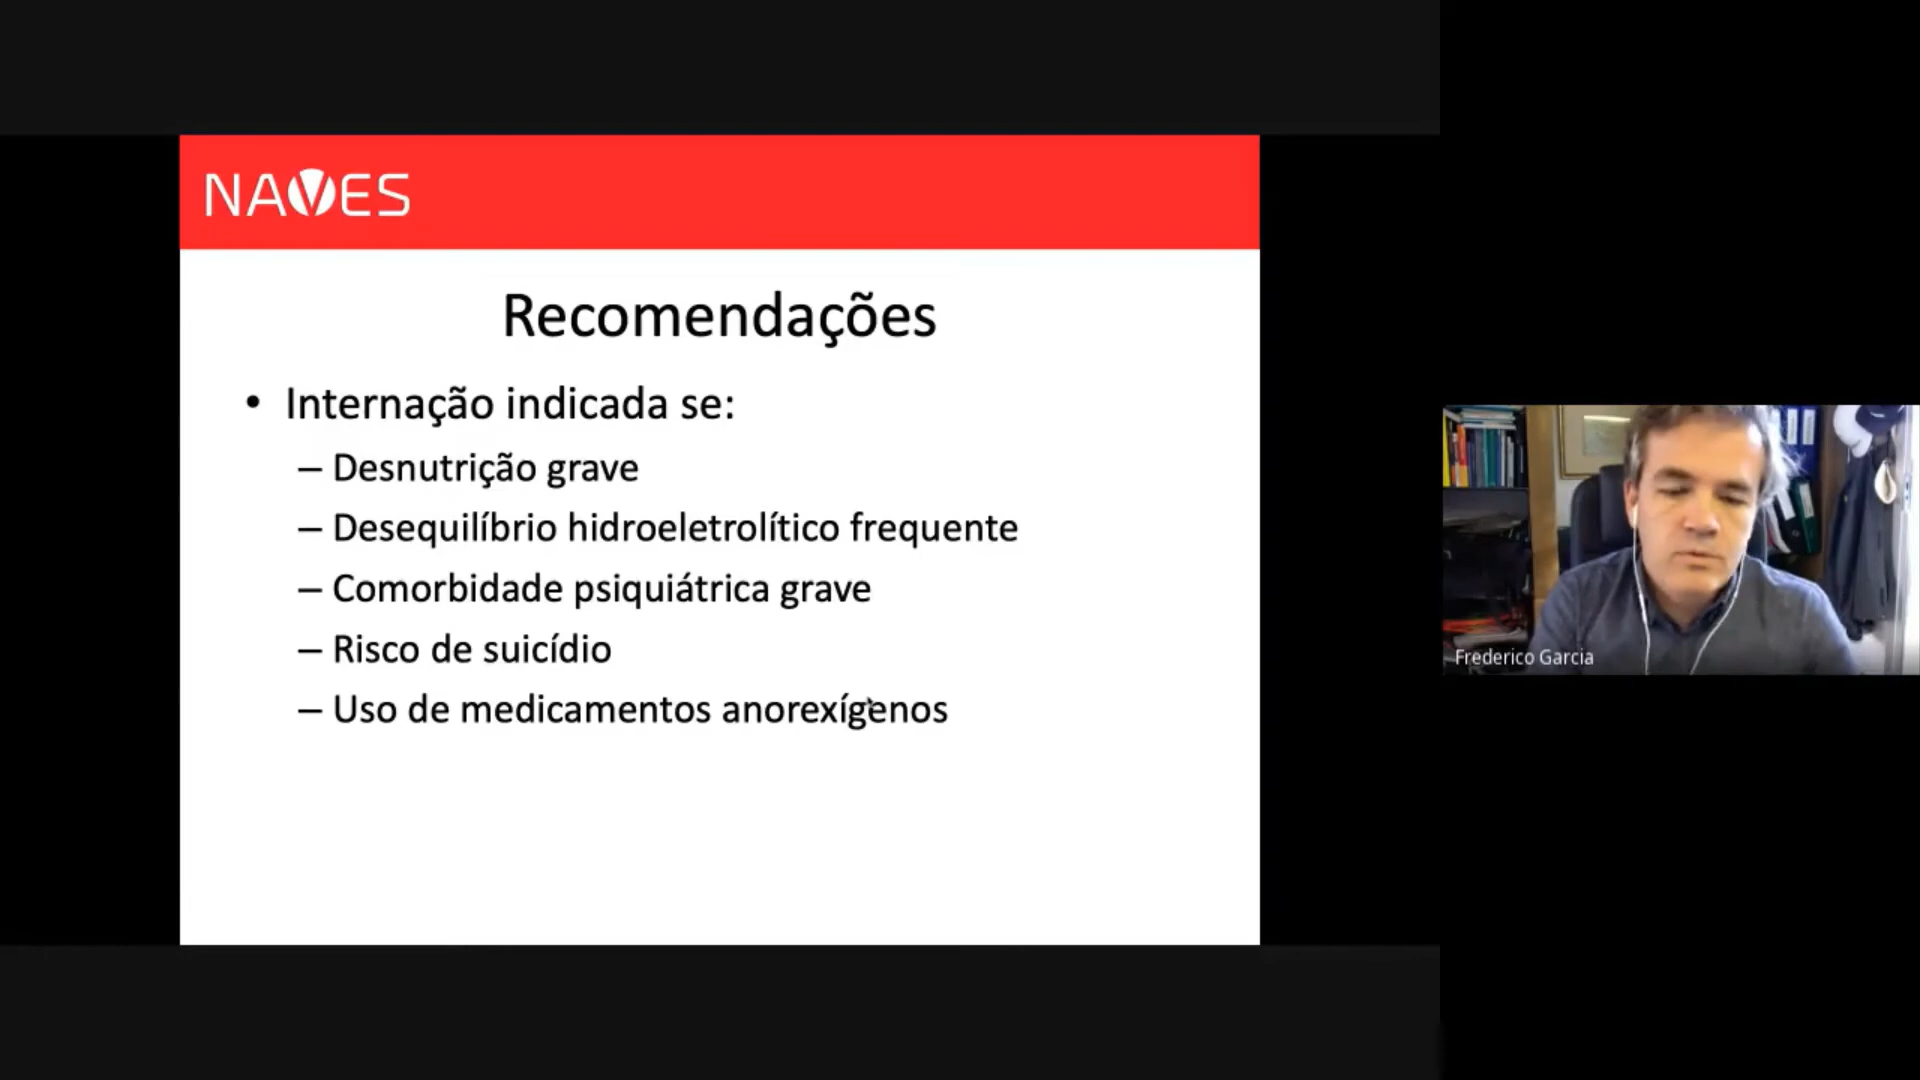 NAVES
Recomendações
• Internação indicada se:
– Desnutrição grave
– Desequilíbrio hidroeletrolítico frequente
– Comorbidade psiquiátrica grave
– Risco de suicídio
– Uso de medicamentos anorexígenos
Frederico Garcia